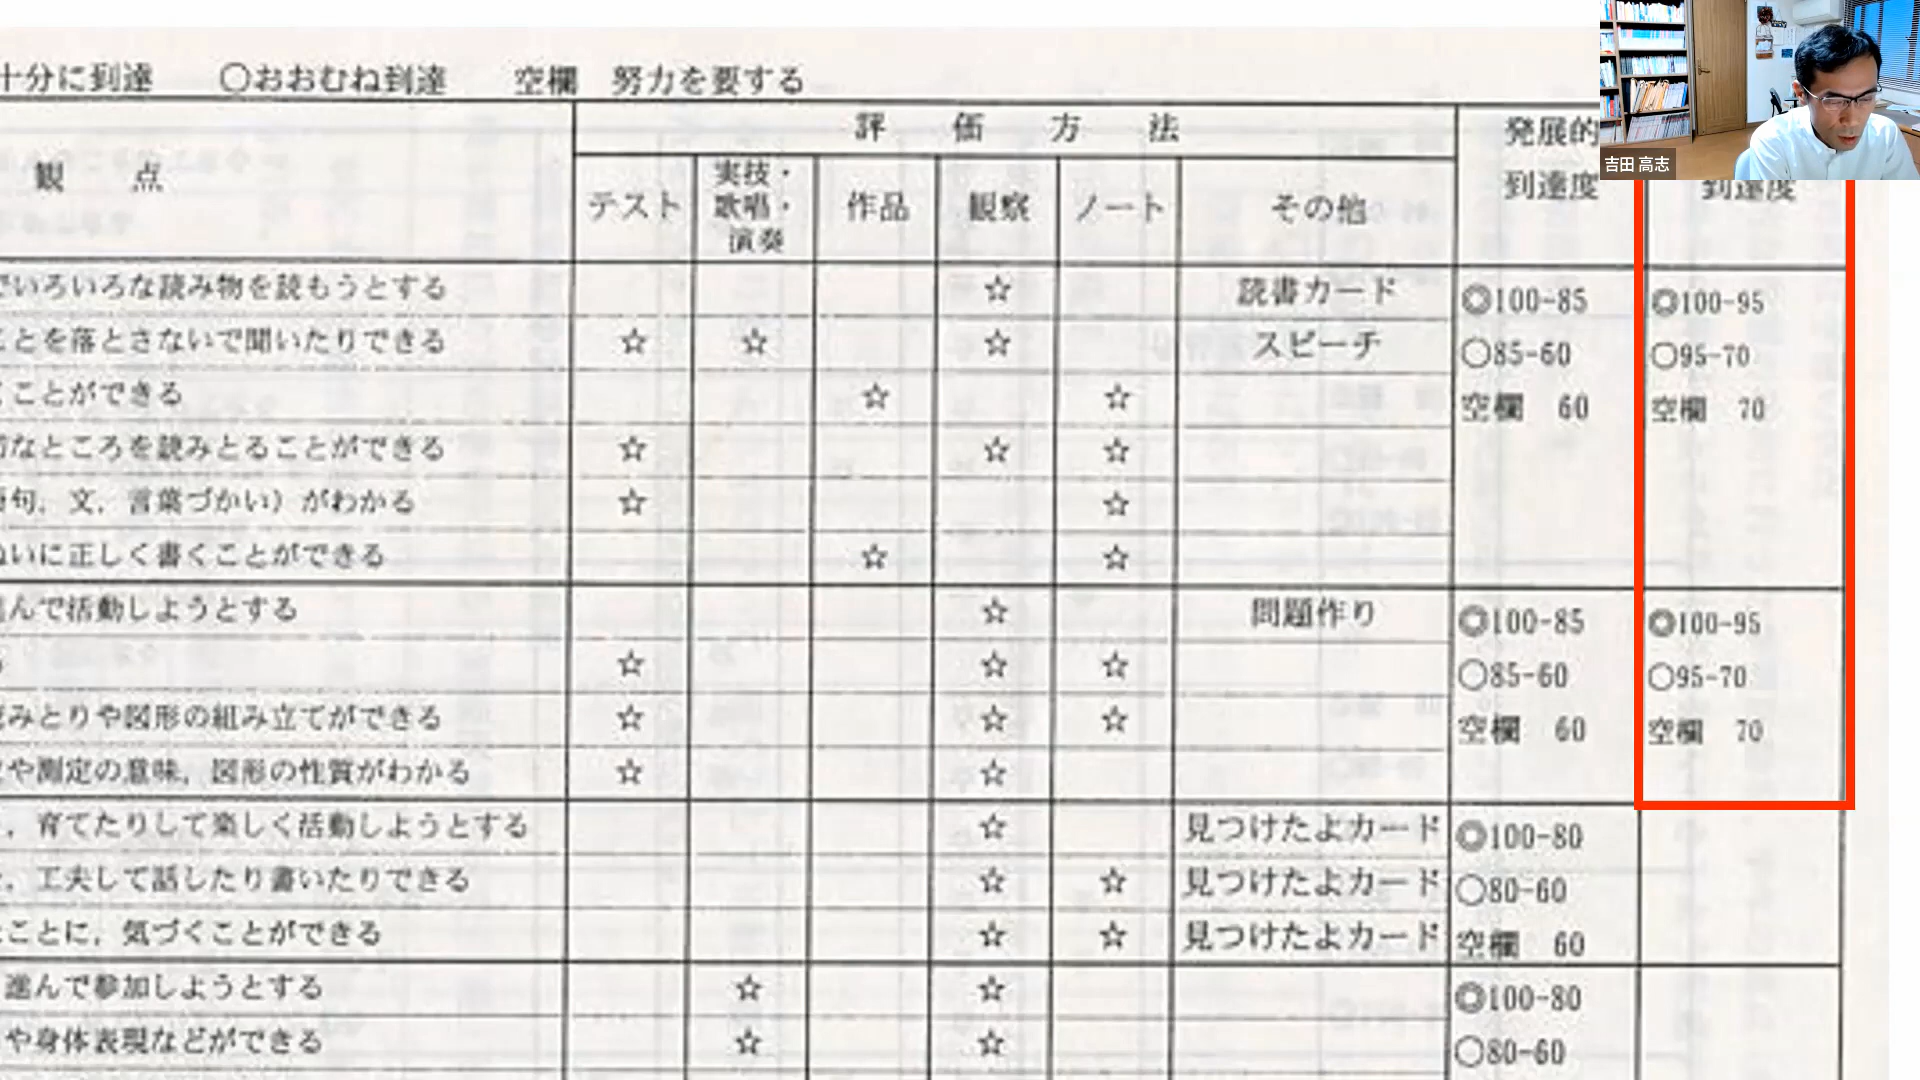 十分に到達　○おおむね到達　空欄　努力を要する
吉田 高志
観　点
評　価　方　法
テスト
実技・
歌唱・
演奏
作品
観察
ノート
その他
発展的
到達度
到達度
でいろいろな読み物を読もうとする　☆　読書カード　◎100-85　◎100-95
ことを落とさないで聞いたりできる　☆　☆　☆　スピーチ　○85-60　○95-70
くことができる　☆　☆　空欄　60　空欄　70
なところを読みとることができる　☆　☆　☆
句，文，言葉づかい）がわかる　☆　☆
いに正しく書くことができる　☆　☆
んで活動しようとする　☆　問題作り　◎100-85　◎100-95
☆　☆　☆　○85-60　○95-70
読みとりや図形の組み立てができる　☆　☆　☆　空欄　60　空欄　70
や測定の意味，図形の性質がわかる　☆　☆
，育てたりして楽しく活動しようとする　☆　見つけたよカード　◎100-80
，工夫して話したり書いたりできる　☆　☆　見つけたよカード　○80-60
ことに，気づくことができる　☆　☆　見つけたよカード　空欄　60
進んで参加しようとする　☆　☆　◎100-80
や身体表現などができる　☆　☆　○80-60